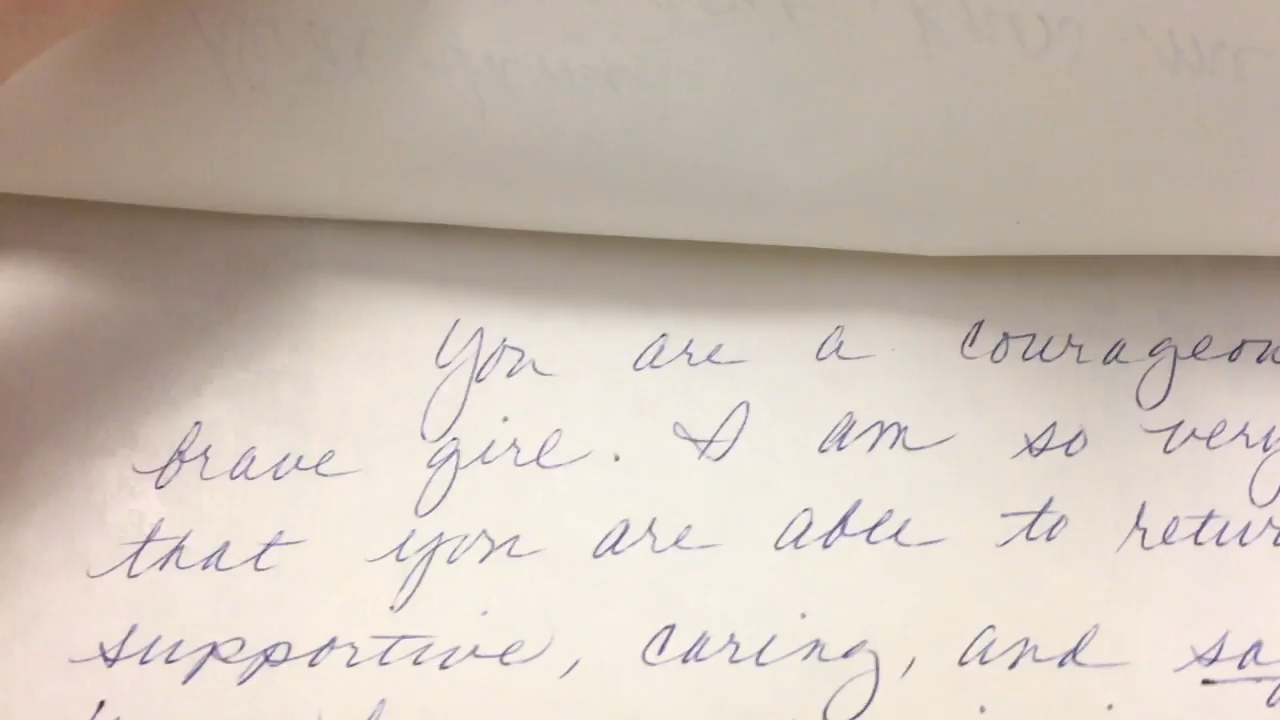 You are a courageou
brave girl. I am so very
that you are able to retur
supportive, caring, and sa